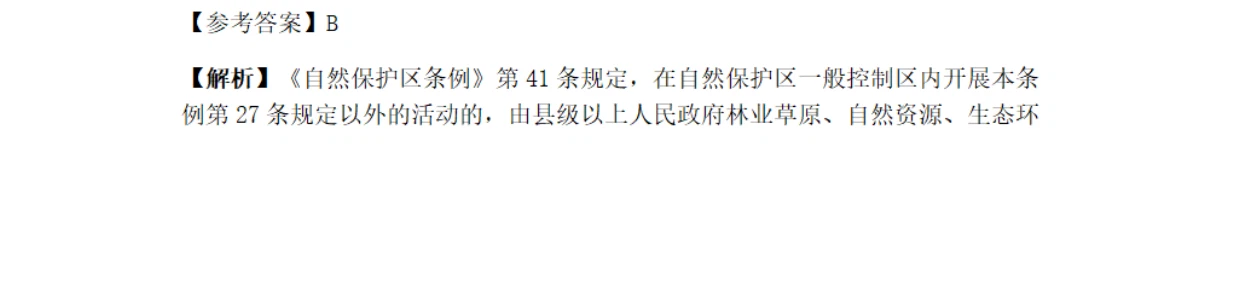 【参考答案】B
【解析】《自然保护区条例》第 41 条规定，在自然保护区一般控制区内开展本条
例第 27 条规定以外的活动的，由县级以上人民政府林业草原、自然资源、生态环